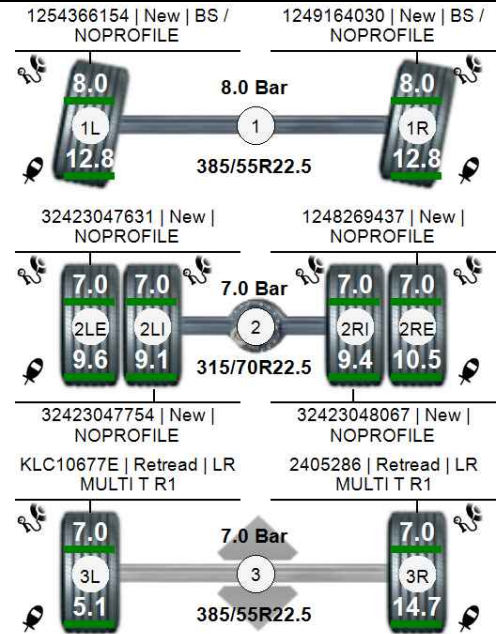 1254366154 | New | BS /
NOPROFILE
1249164030 | New | BS /
NOPROFILE
8.0
8.0 Bar
8.0
1L
1
1R
12.8
385/55R22.5
12.8
32423047631 | New |
NOPROFILE
1248269437 | New |
NOPROFILE
7.0
7.0
7.0 Bar
7.0
7.0
2LE
2LI
2
2RI
2RE
9.6
9.1
315/70R22.5
9.4
10.5
32423047754 | New |
NOPROFILE
32423048067 | New |
NOPROFILE
KLC10677E | Retread | LR
MULTI T R1
2405286 | Retread | LR
MULTI T R1
7.0
7.0 Bar
7.0
3L
3
3R
5.1
385/55R22.5
14.7